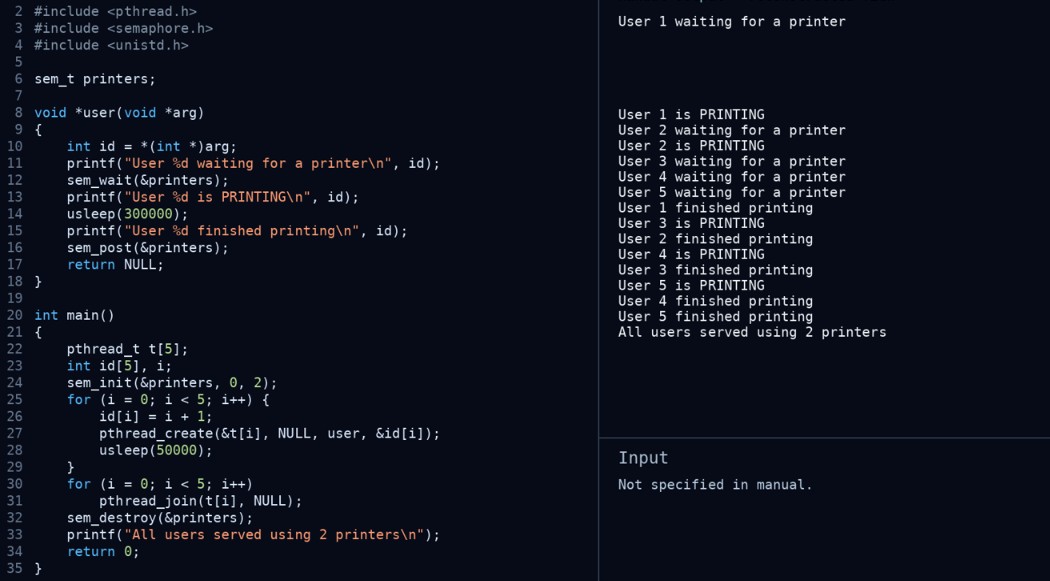 2 #include <pthread.h>
3 #include <semaphore.h>
4 #include <unistd.h>
5
6 sem_t printers;
7
8 void *user(void *arg)
9 {
10     int id = *(int *)arg;
11     printf("User %d waiting for a printer\n", id);
12     sem_wait(&printers);
13     printf("User %d is PRINTING\n", id);
14     usleep(300000);
15     printf("User %d finished printing\n", id);
16     sem_post(&printers);
17     return NULL;
18 }
19
20 int main()
21 {
22     pthread_t t[5];
23     int id[5], i;
24     sem_init(&printers, 0, 2);
25     for (i = 0; i < 5; i++) {
26         id[i] = i + 1;
27         pthread_create(&t[i], NULL, user, &id[i]);
28         usleep(50000);
29     }
30     for (i = 0; i < 5; i++)
31         pthread_join(t[i], NULL);
32     sem_destroy(&printers);
33     printf("All users served using 2 printers\n");
34     return 0;
35 }
User 1 waiting for a printer
User 1 is PRINTING
User 2 waiting for a printer
User 2 is PRINTING
User 3 waiting for a printer
User 4 waiting for a printer
User 5 waiting for a printer
User 1 finished printing
User 3 is PRINTING
User 2 finished printing
User 4 is PRINTING
User 3 finished printing
User 5 is PRINTING
User 4 finished printing
User 5 finished printing
All users served using 2 printers
Input
Not specified in manual.